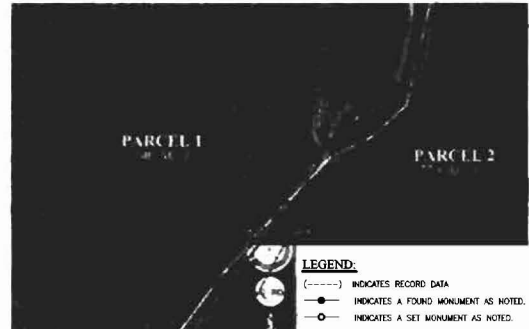 PARCEL 1
PARCEL 2
LEGEND:
(-----) INDICATES RECORD DATA
INDICATES A FOUND MONUMENT AS NOTED.
INDICATES A SET MONUMENT AS NOTED.